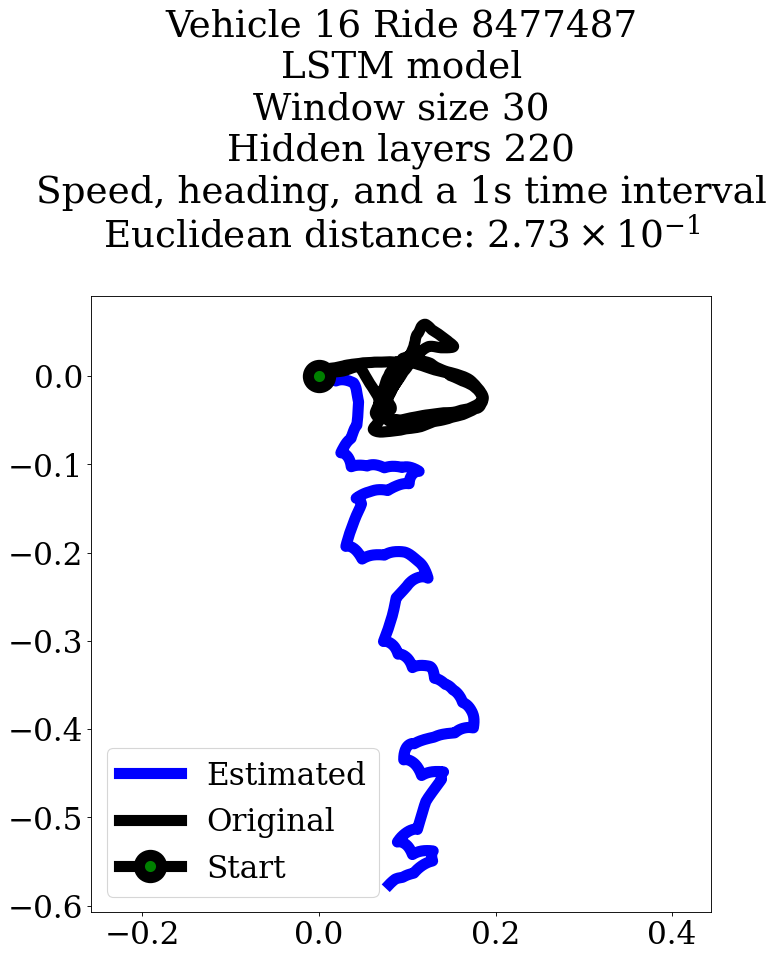 Vehicle 16 Ride 8477487
LSTM model
Window size 30
Hidden layers 220
Speed, heading, and a 1s time interval
Euclidean distance: 2.73 × 10⁻¹
0.0
−0.1
−0.2
−0.3
−0.4
−0.5
−0.6
Estimated
Original
Start
−0.2
0.0
0.2
0.4